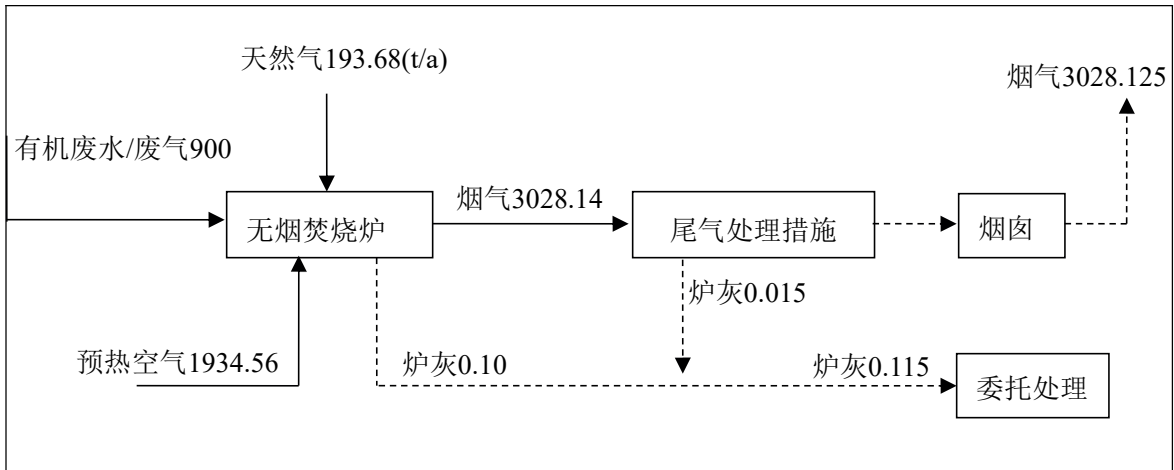 天然气193.68(t/a)
烟气3028.125
有机废水/废气900
烟气3028.14
无烟焚烧炉
尾气处理措施
烟囱
炉灰0.015
预热空气1934.56
炉灰0.10
炉灰0.115
委托处理